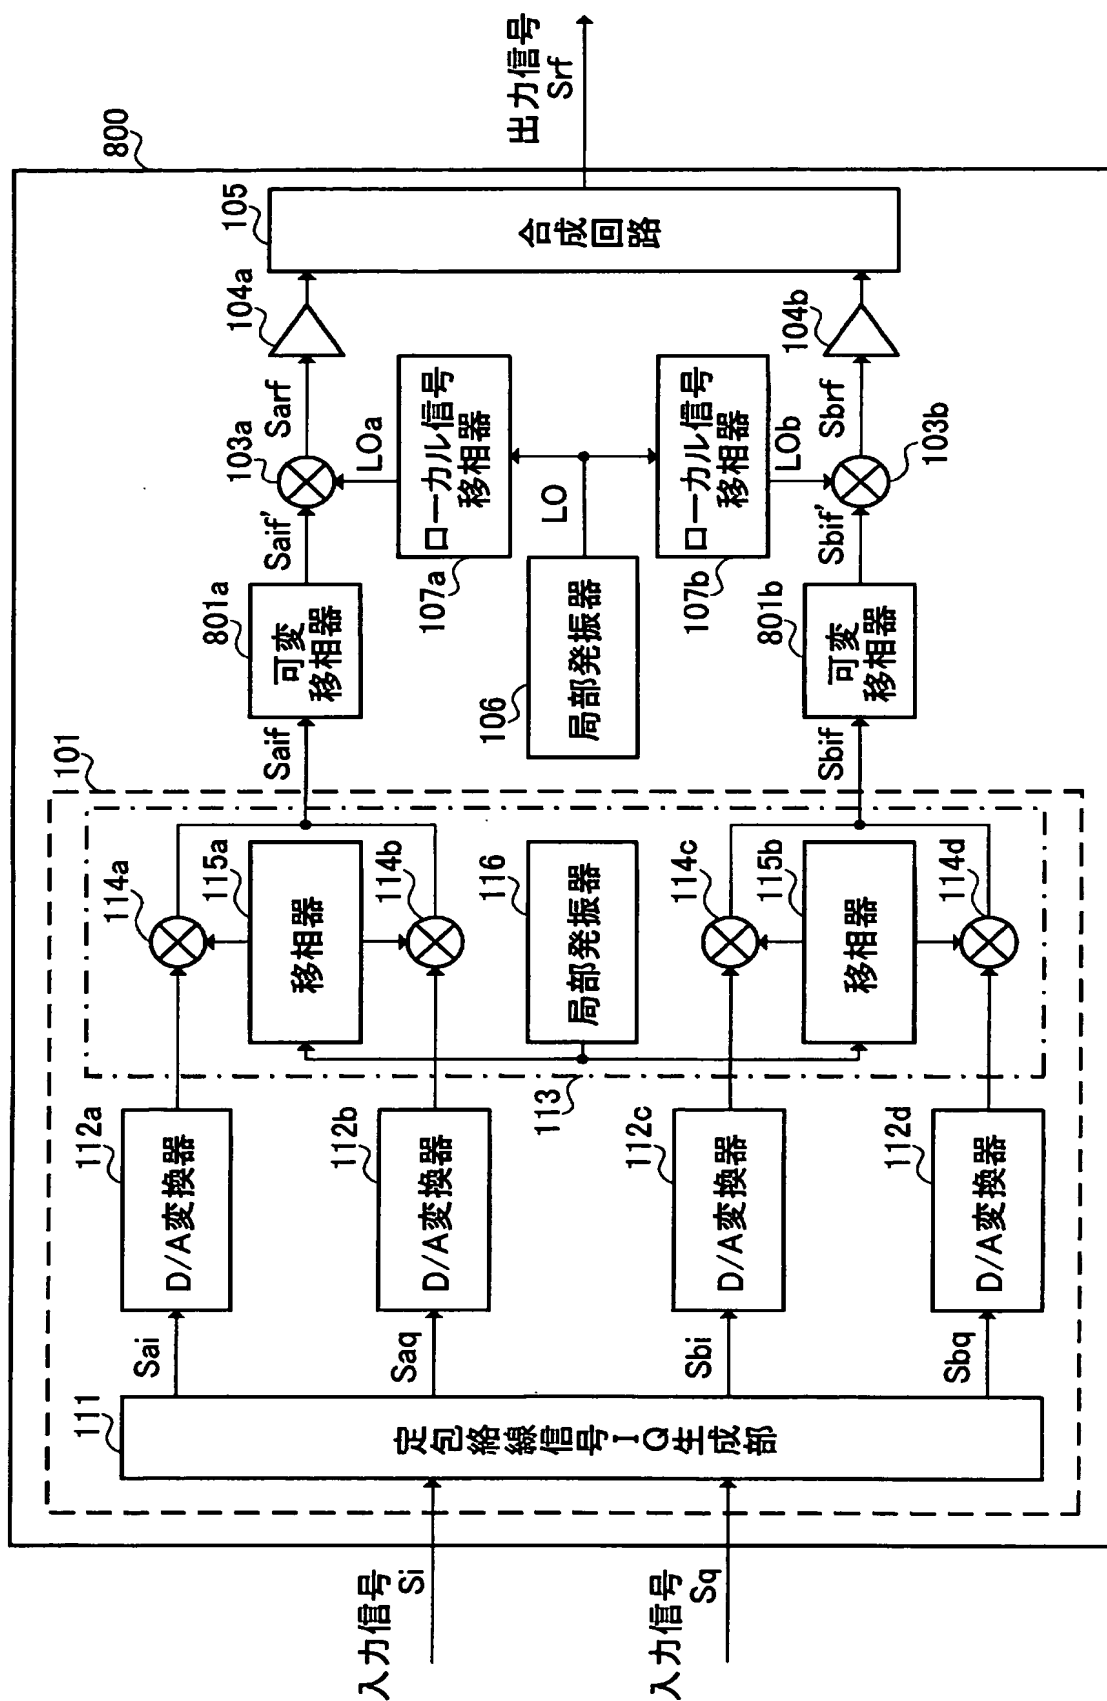 800
101
入力信号
Si
入力信号
Sq
111
定包絡線信号IQ生成部
Sai
Saq
Sbi
Sbq
112a
D/A変換器
112b
D/A変換器
112c
D/A変換器
112d
D/A変換器
113
114a
115a
移相器
114b
116
局部発振器
114c
115b
移相器
114d
Saif
Sbif
801a
可変
移相器
801b
可変
移相器
106
局部発振器
LO
Saif'
Sbif'
103a
103b
107a
ローカル信号
移相器
LOa
107b
ローカル信号
移相器
LOb
Sarf
Sbrf
104a
104b
105
合成回路
出力信号
Srf